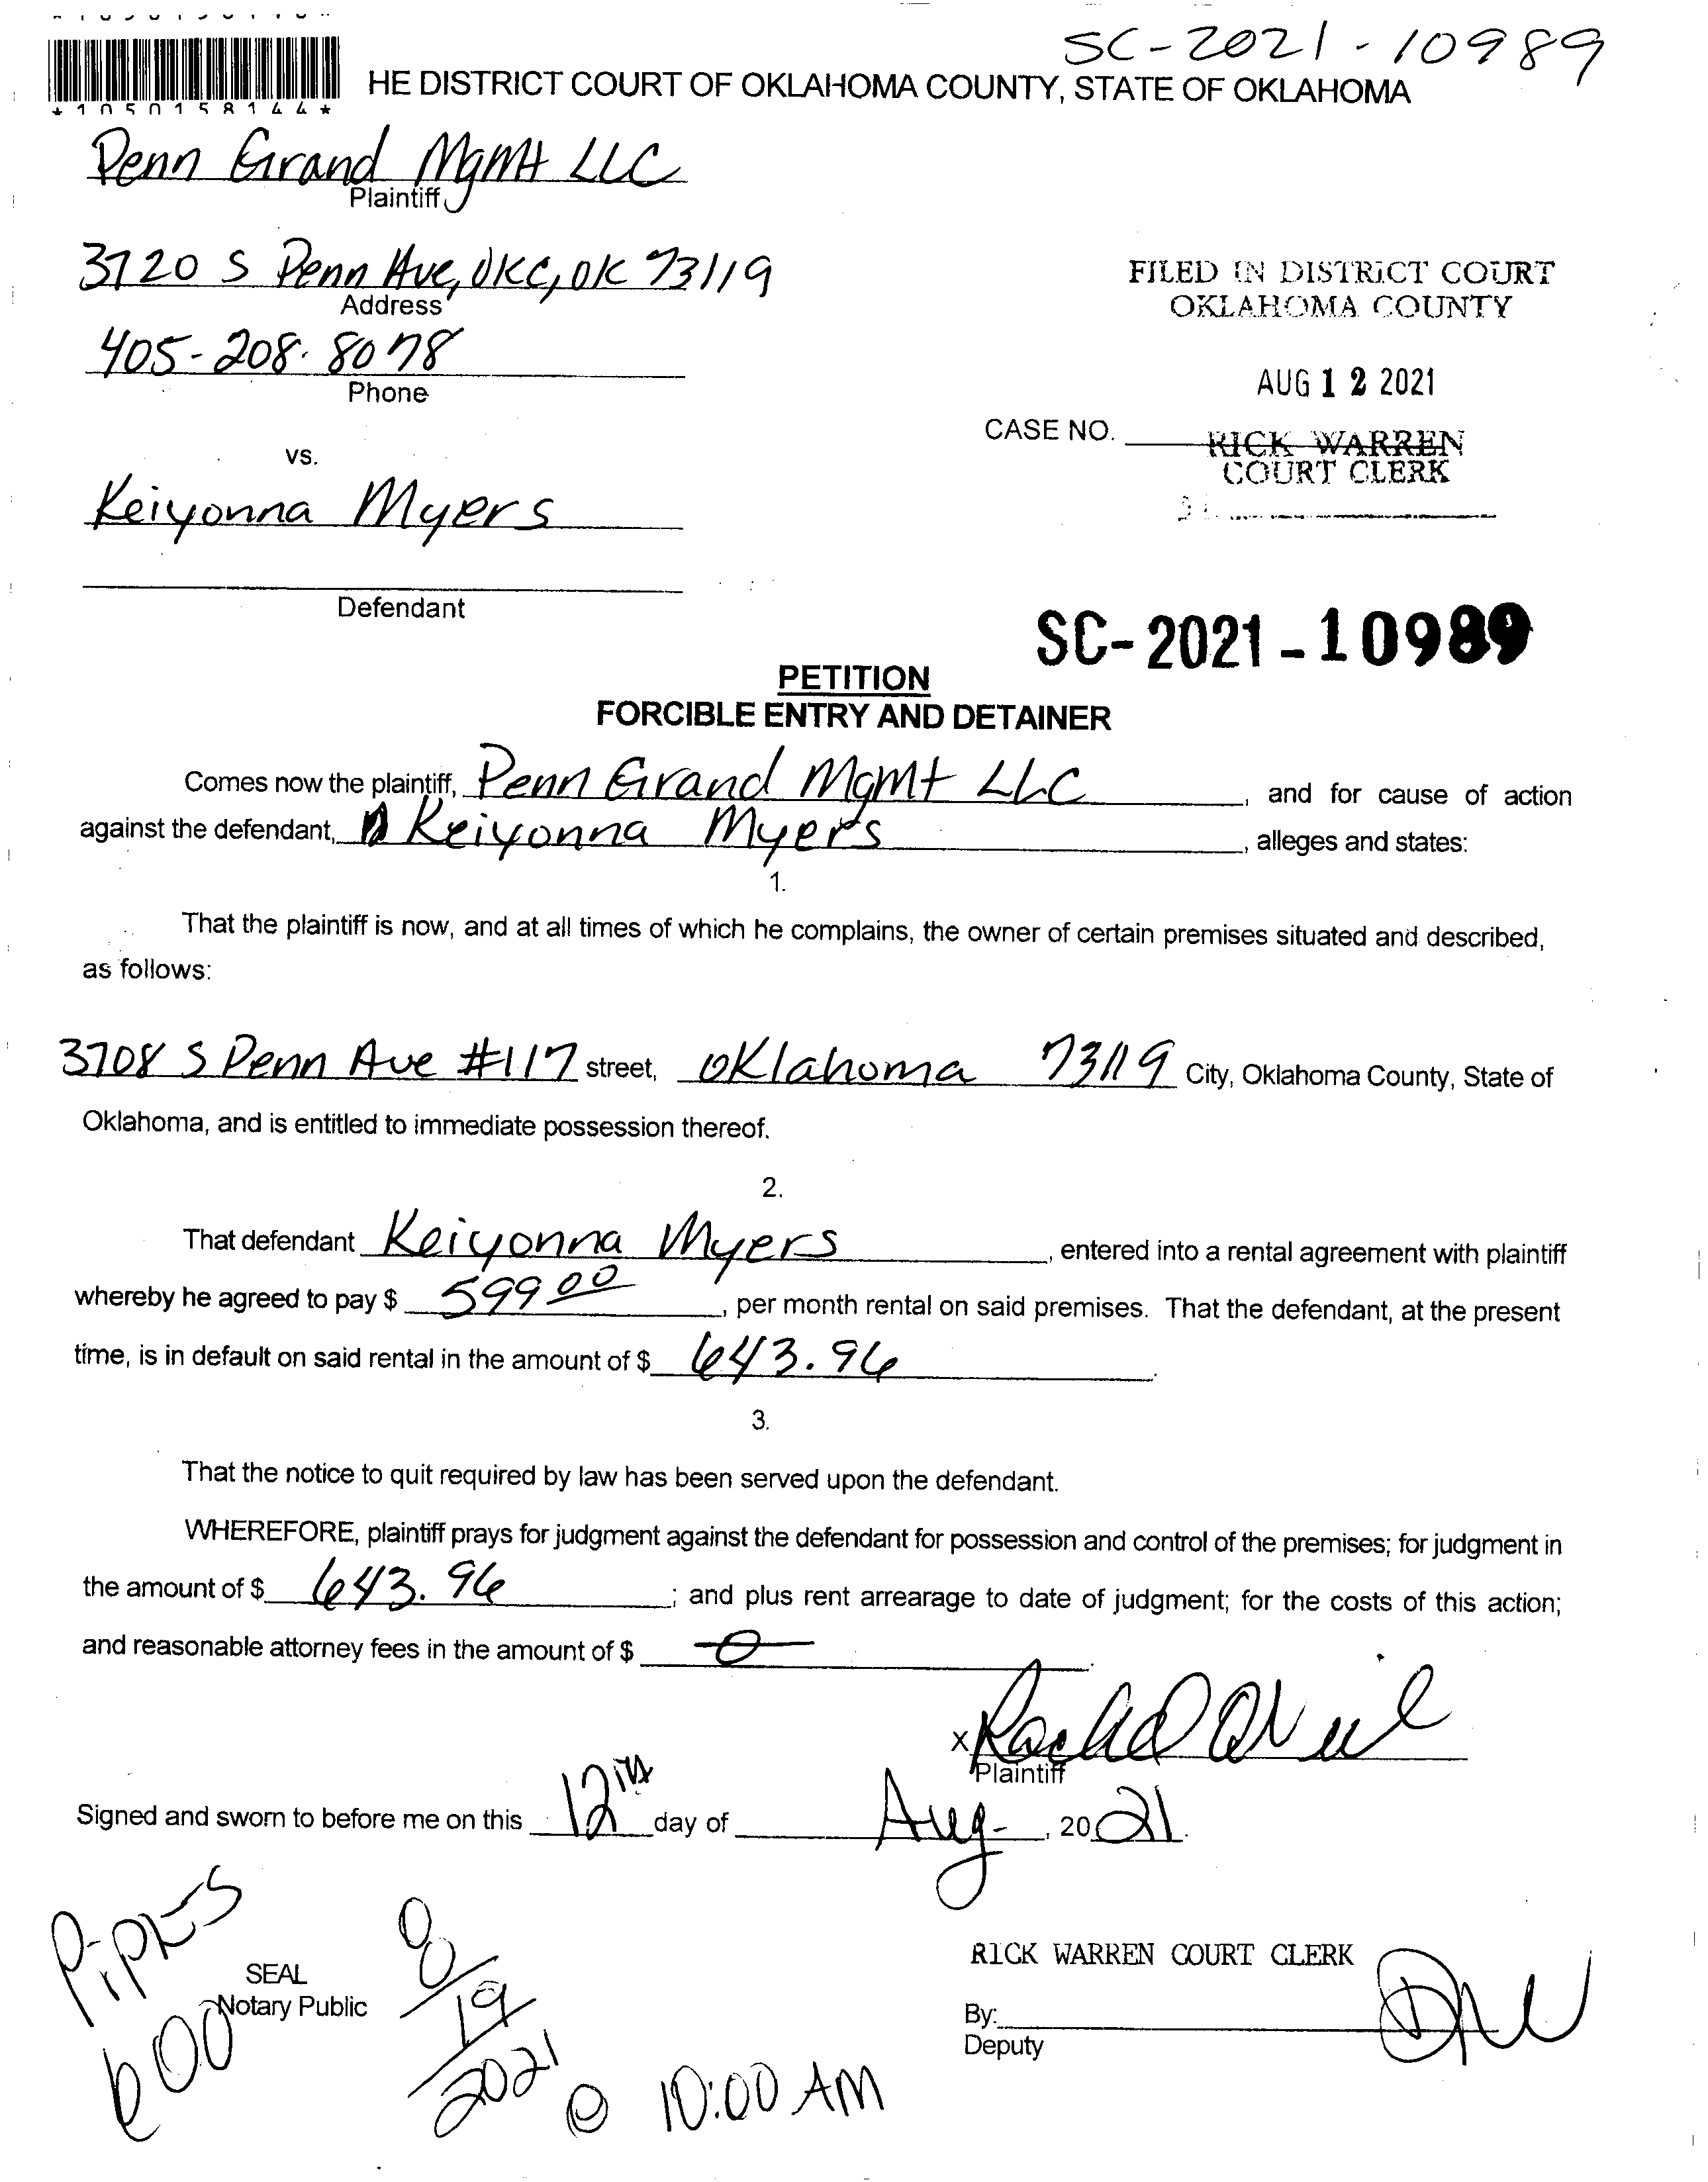 SC-2021-10989
HE DISTRICT COURT OF OKLAHOMA COUNTY, STATE OF OKLAHOMA
*1050158144*
Penn Grand Mgmt LLC
Plaintiff
3720 S Penn Ave, OKC, OK 73119
Address
405-208-8078
Phone
FILED IN DISTRICT COURT
OKLAHOMA COUNTY
AUG 12 2021
CASE NO. RICK WARREN
COURT CLERK
vs.
Keiyonna Myers
Defendant
SC-2021-10989
PETITION
FORCIBLE ENTRY AND DETAINER
Comes now the plaintiff, Penn Grand Mgmt LLC, and for cause of action
against the defendant, Keiyonna Myers, alleges and states:
1.
That the plaintiff is now, and at all times of which he complains, the owner of certain premises situated and described,
as follows:
3708 S Penn Ave #117 street, Oklahoma 73119 City, Oklahoma County, State of
Oklahoma, and is entitled to immediate possession thereof.
2.
That defendant Keiyonna Myers, entered into a rental agreement with plaintiff
whereby he agreed to pay $ 599 00, per month rental on said premises. That the defendant, at the present
time, is in default on said rental in the amount of $ 643.96.
3.
That the notice to quit required by law has been served upon the defendant.
WHEREFORE, plaintiff prays for judgment against the defendant for possession and control of the premises; for judgment in
the amount of $ 643.96; and plus rent arrearage to date of judgment; for the costs of this action;
and reasonable attorney fees in the amount of $ 0.
x Rachel O'Neil
Plaintiff
Signed and sworn to before me on this 12th day of Aug, 2021.
Pipkes
600
SEAL
Notary Public
8/19/2021 @ 10:00 AM
RICK WARREN COURT CLERK
By:
Deputy